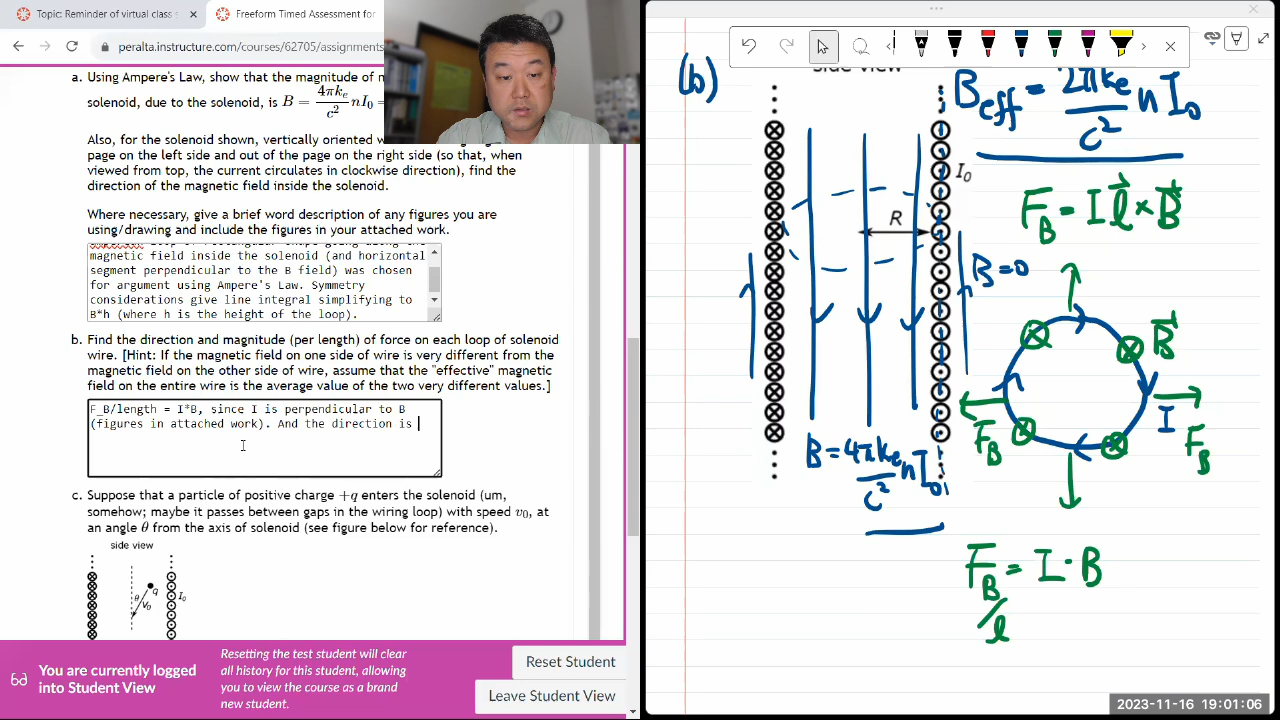 Topic: Reminder of virtual class s
Freeform Timed Assessment for
peralta.instructure.com/courses/62705/assignments
a. Using Ampere's Law, show that the magnitude of m
solenoid, due to the solenoid, is B = 4πk_e/c² nI₀ =
Also, for the solenoid shown, vertically oriented w
page on the left side and out of the page on the right side (so that, when
viewed from top, the current circulates in clockwise direction), find the
direction of the magnetic field inside the solenoid.
Where necessary, give a brief word description of any figures you are
using/drawing and include the figures in your attached work.
magnetic field inside the solenoid (and horizontal
segment perpendicular to the B field) was chosen
for argument using Ampere's Law. Symmetry
considerations give line integral simplifying to
B*h (where h is the height of the loop).
b. Find the direction and magnitude (per length) of force on each loop of solenoid
wire. [Hint: If the magnetic field on one side of wire is very different from the
magnetic field on the other side of wire, assume that the "effective" magnetic
field on the entire wire is the average value of the two very different values.]
F_B/length = I*B, since I is perpendicular to B
(figures in attached work). And the direction is
c. Suppose that a particle of positive charge +q enters the solenoid (um,
somehow; maybe it passes between gaps in the wiring loop) with speed v₀, at
an angle θ from the axis of solenoid (see figure below for reference).
side view
θ
v₀
q
I₀
You are currently logged
into Student View
Resetting the test student will clear
all history for this student, allowing
you to view the course as a brand
new student.
Reset Student
Leave Student View
(b)
side view
B_eff = 2πk_e/c² n I₀
I₀
F_B = I l⃗ × B⃗
R
B=0
B⃗
I
F_B
F_B
B = 4πk_e/c² nI₀
F_B/l = I · B
2023-11-16 19:01:06